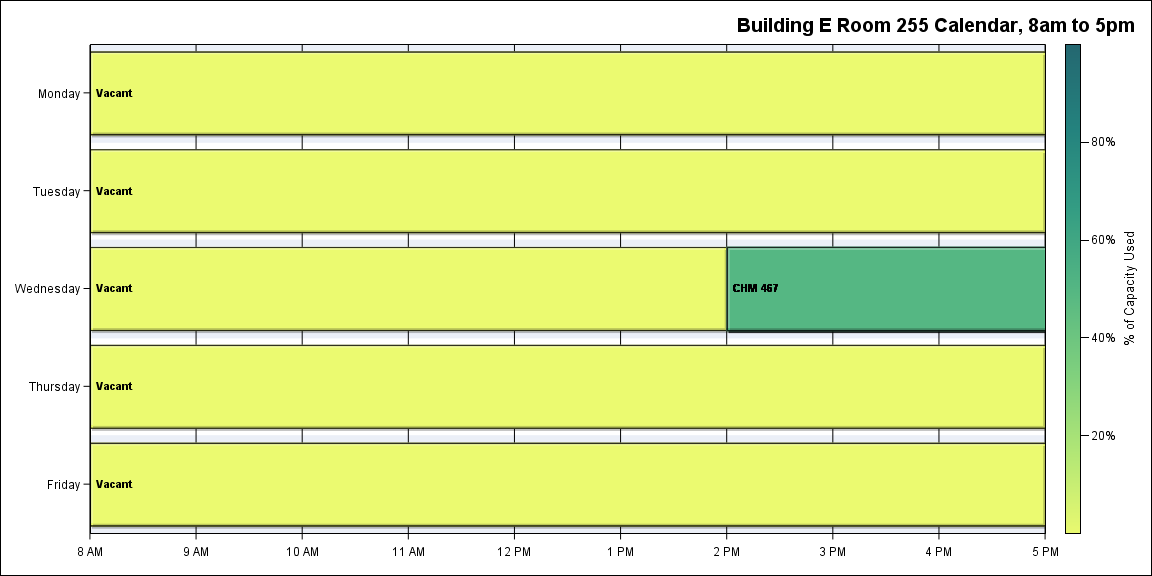 Building E Room 255 Calendar, 8am to 5pm
Monday
Vacant
Tuesday
Vacant
Wednesday
Vacant
CHM 467
Thursday
Vacant
Friday
Vacant
8 AM
9 AM
10 AM
11 AM
12 PM
1 PM
2 PM
3 PM
4 PM
5 PM
80%
60%
40%
20%
% of Capacity Used